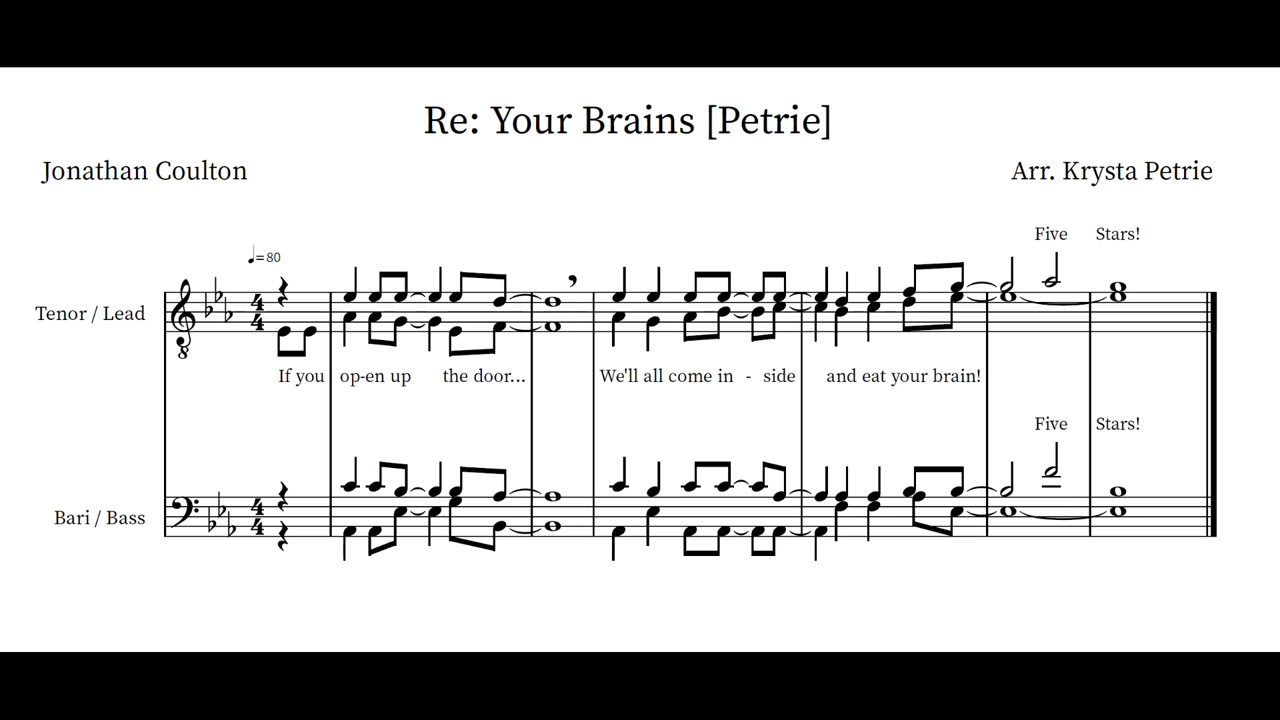 Re: Your Brains [Petrie]
Jonathan Coulton
Arr. Krysta Petrie
Five Stars!
♩=80
Tenor / Lead
If you op-en up the door... We'll all come in - side and eat your brain!
Five Stars!
Bari / Bass